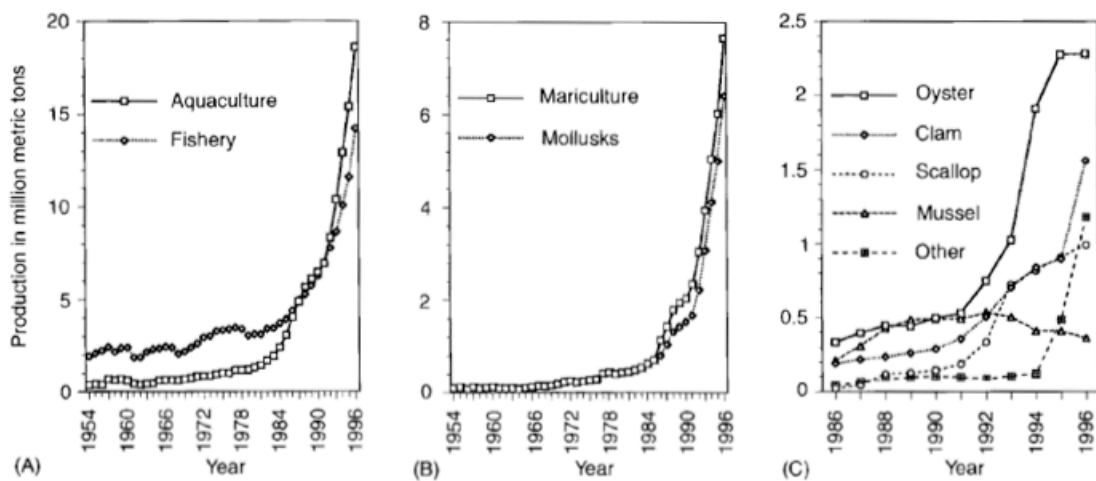 Production in million metric tons
20
15
10
5
0
Aquaculture
Fishery
1954
1960
1966
1972
1978
1984
1990
1996
(A)
Year
8
6
4
2
0
Mariculture
Mollusks
1954
1960
1966
1972
1978
1984
1990
1996
(B)
Year
2.5
2
1.5
1
0.5
0
Oyster
Clam
Scallop
Mussel
Other
1986
1988
1990
1992
1994
1996
(C)
Year